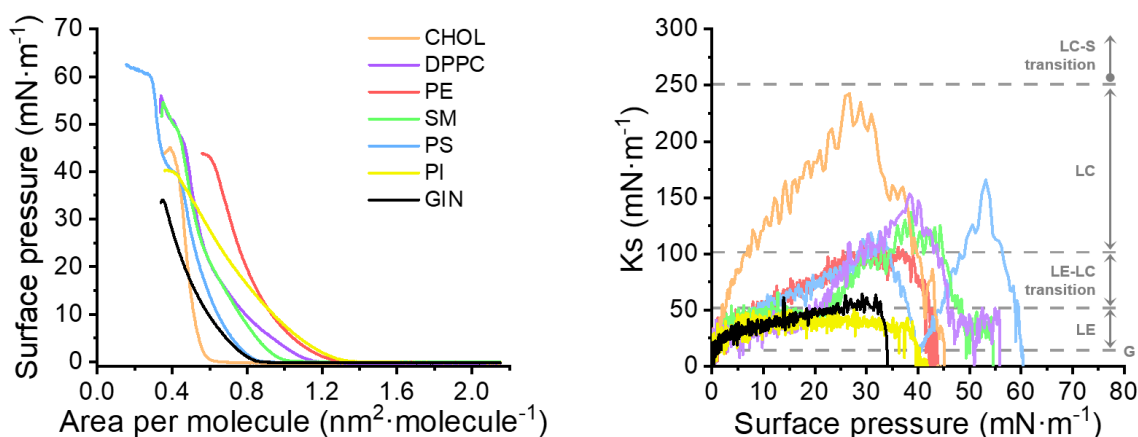 Surface pressure (mN·m⁻¹)
70
60
50
40
30
20
10
0
0.0
0.4
0.8
1.2
1.6
2.0
Area per molecule (nm²·molecule⁻¹)
CHOL
DPPC
PE
SM
PS
PI
GIN
Ks (mN·m⁻¹)
300
250
200
150
100
50
0
0
10
20
30
40
50
60
70
80
Surface pressure (mN·m⁻¹)
LC-S
transition
LC
LE-LC
transition
LE
G